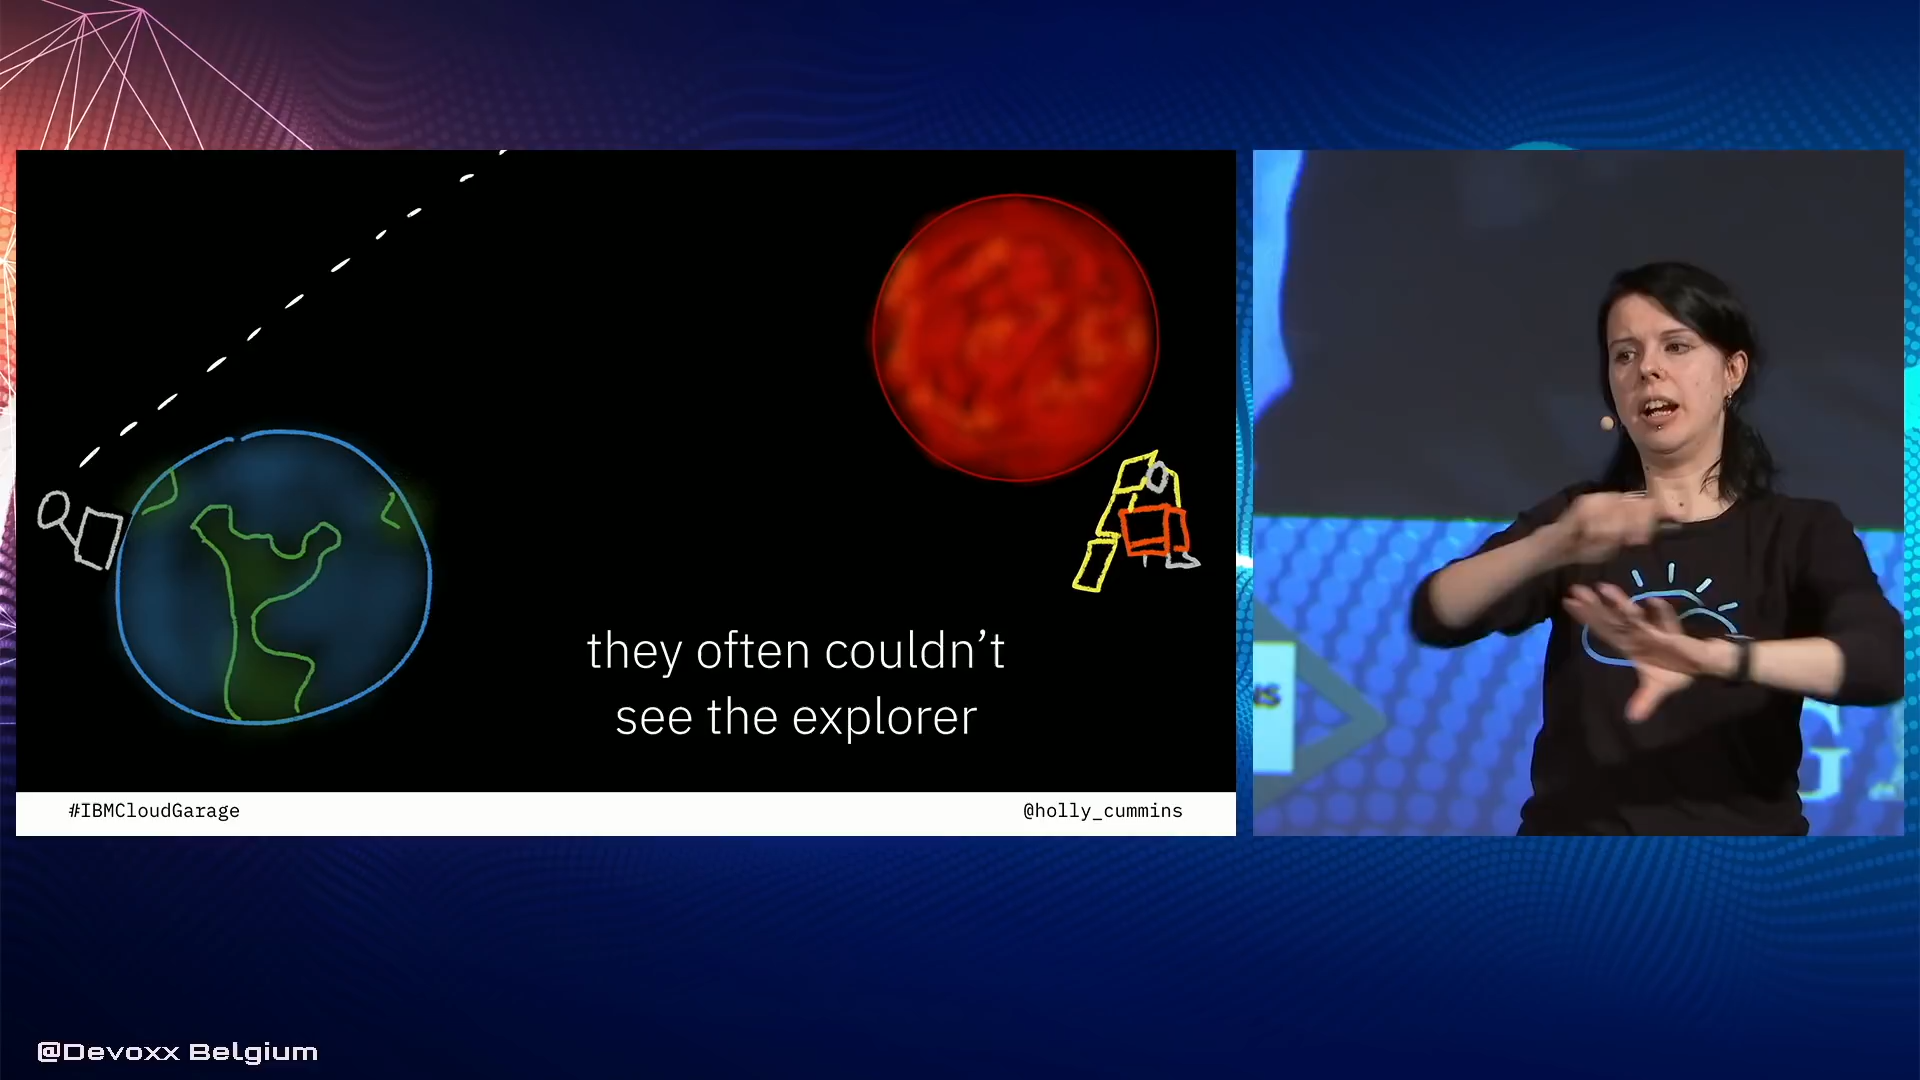 they often couldn't
see the explorer
#IBMCloudGarage
@holly_cummins
@Devoxx Belgium